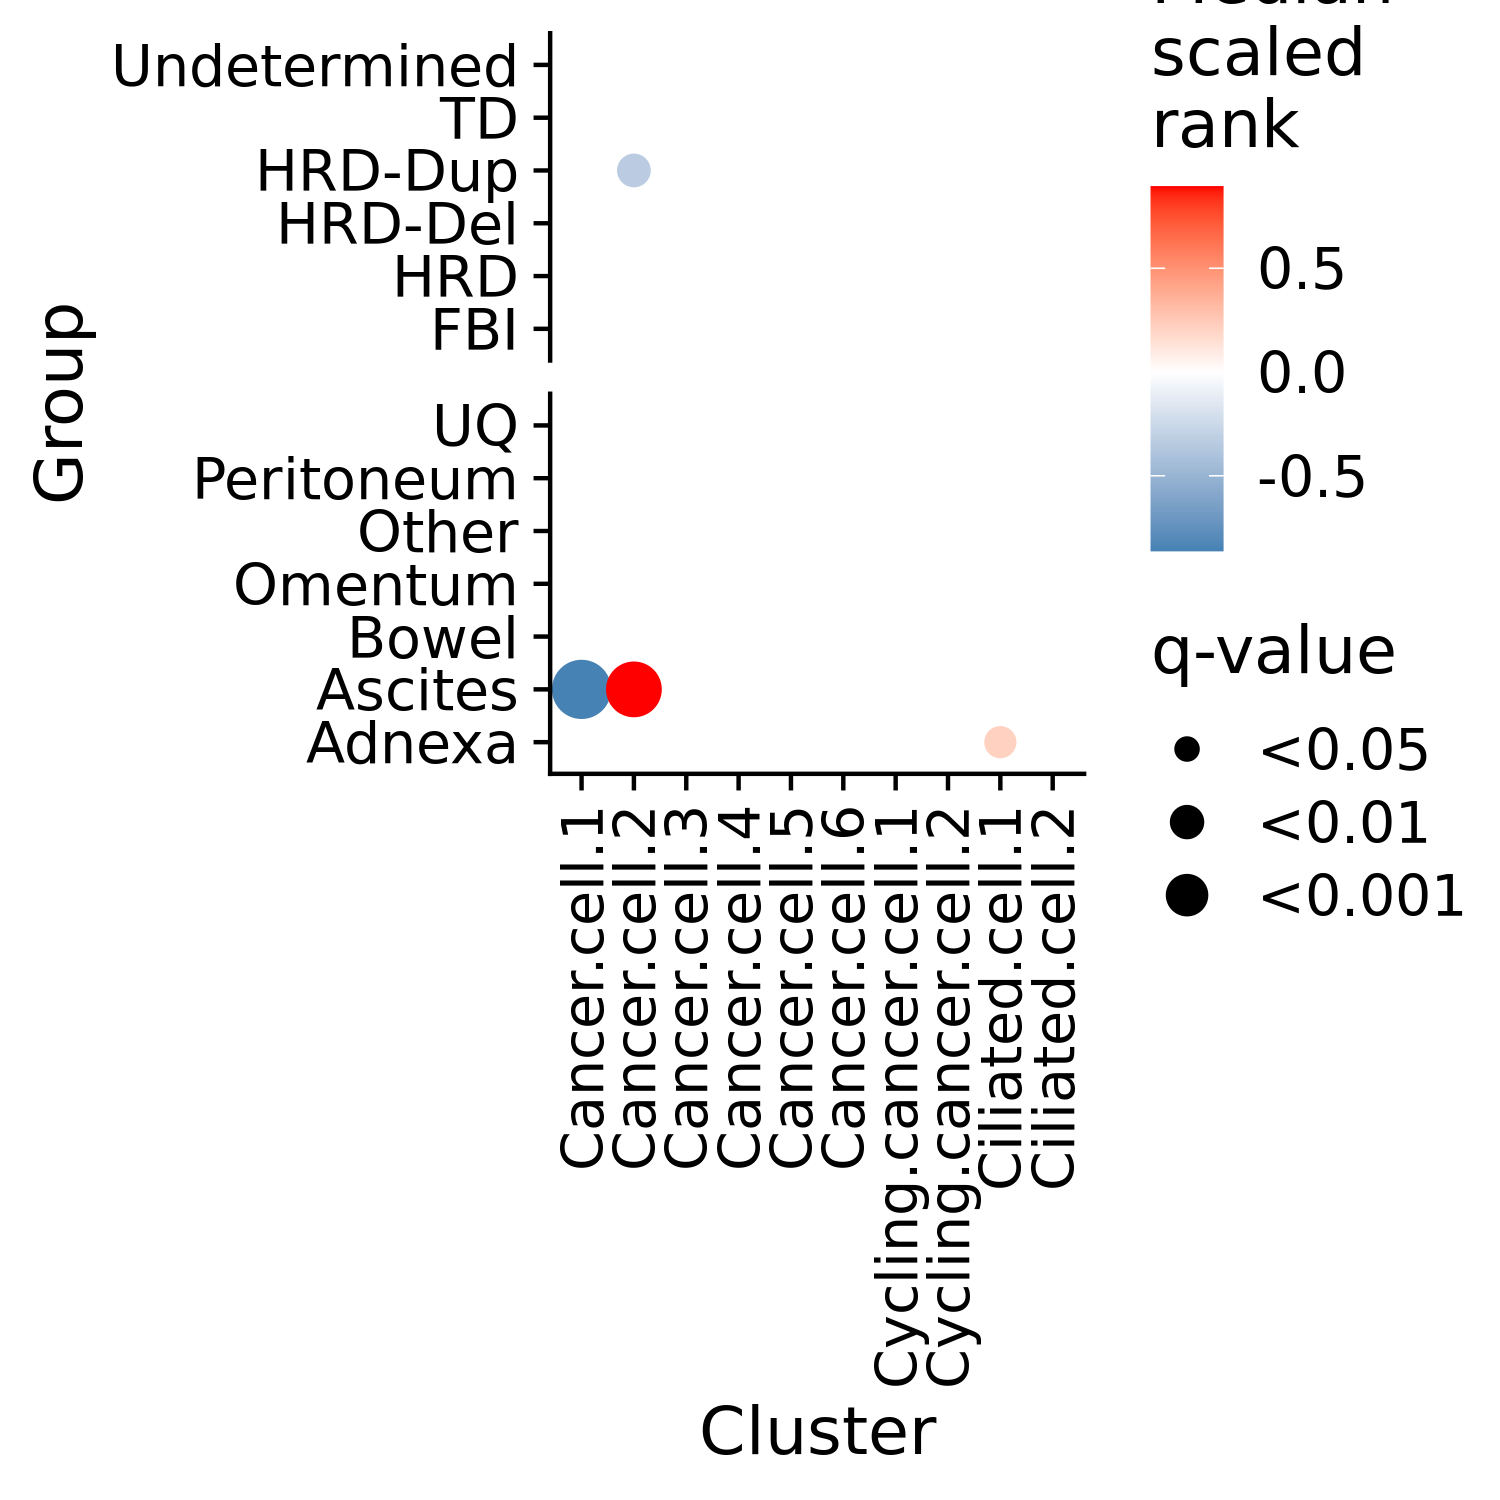 Undetermined
TD
HRD-Dup
HRD-Del
HRD
FBI
Group
UQ
Peritoneum
Other
Omentum
Bowel
Ascites
Adnexa
Cancer.cell.1
Cancer.cell.2
Cancer.cell.3
Cancer.cell.4
Cancer.cell.5
Cancer.cell.6
Cycling.cancer.cell.1
Cycling.cancer.cell.2
Ciliated.cell.1
Ciliated.cell.2
Cluster
scaled
rank
0.5
0.0
-0.5
q-value
<0.05
<0.01
<0.001